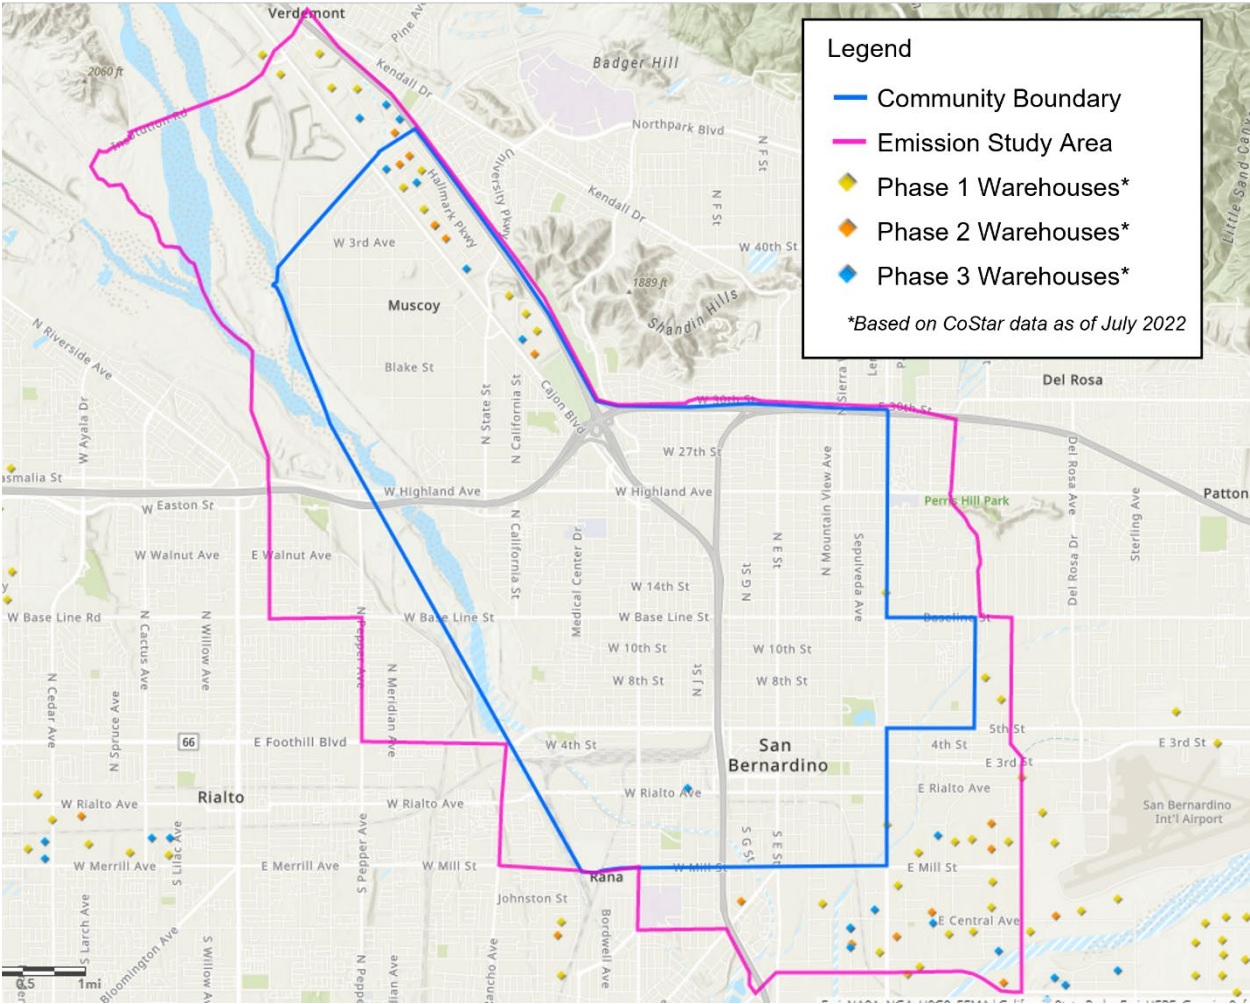 Verdemont
Pine Ave
Legend
Community Boundary
Emission Study Area
Phase 1 Warehouses*
Phase 2 Warehouses*
Phase 3 Warehouses*
*Based on CoStar data as of July 2022
2060 ft
Badger Hill
Kendall Dr
Institution Rd
Northpark Blvd
N F St
University Pkwy
Hallmark Pkwy
Kendall Dr
N F St
Little Sand Cany
W 3rd Ave
W 40th St
1889 ft
Muscoy
Shandin Hills
N Riverside Ave
Blake St
N Sierra W
Del Rosa
W Ayala Dr
N State St
N California St
Cajon Blvd
W 30th St
E 30th St
W 27th St
asmalia St
W Highland Ave
W Highland Ave
N Mountain View Ave
Del Rosa Ave
Sterling Ave
Patton
W Easton St
Perris Hill Park
W Walnut Ave
E Walnut Ave
N California St
Medical Center Dr
N E St
Sepulveda Ave
Del Rosa Dr
W 14th St
N G St
W Base Line Rd
N Cactus Ave
N Willow Ave
N Pepper Ave
W Base Line St
W Base Line St
Baseline St
W 10th St
W 10th St
N Cedar Ave
N Spruce Ave
N Meridian Ave
W 8th St
N J St
W 8th St
66
E Foothill Blvd
W 4th St
San
Bernardino
4th St
5th St
E 3rd St
E 3rd St
W Rialto Ave
Rialto
W Rialto Ave
W Rialto Ave
E Rialto Ave
San Bernardino
Int'l Airport
S Lilac Ave
S Pepper Ave
S G St
S E St
W Merrill Ave
E Merrill Ave
W Mill St
Rana
W Mill St
E Mill St
Johnston St
E Central Ave
S Larch Ave
Bloomington Ave
S Willow A
Bordwell Ave
ancho Ave
0.5
1mi